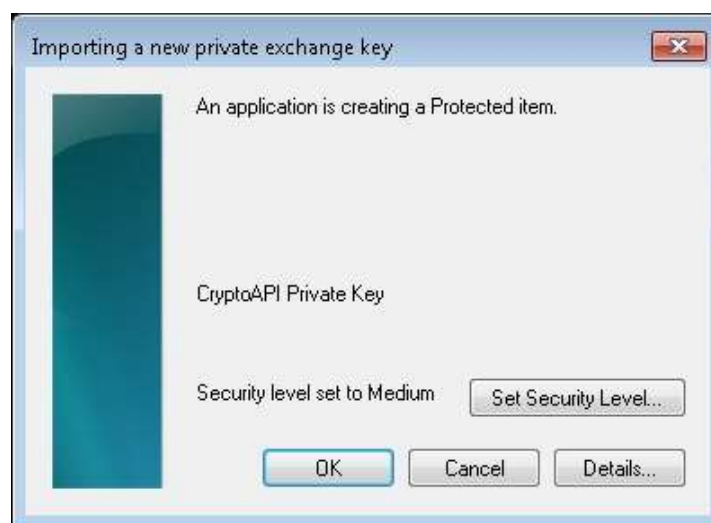 Importing a new private exchange key
An application is creating a Protected item.
CryptoAPI Private Key
Security level set to Medium
Set Security Level...
OK
Cancel
Details...